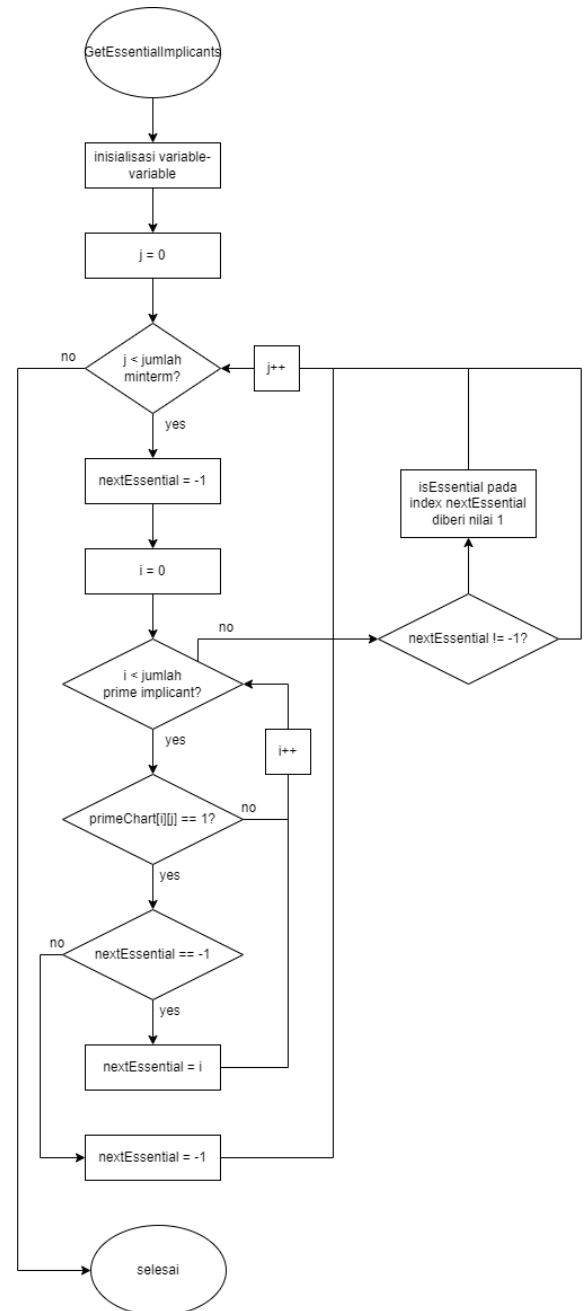 GetEssentialImplicants
inisialisasi variable-
variable
j = 0
no
j < jumlah
minterm?
j++
yes
nextEssential = -1
isEssential pada
index nextEssential
diberi nilai 1
i = 0
no
nextEssential != -1?
i < jumlah
prime implicant?
yes
i++
primeChart[i][j] == 1?
no
yes
no
nextEssential == -1
yes
nextEssential = i
nextEssential = -1
selesai